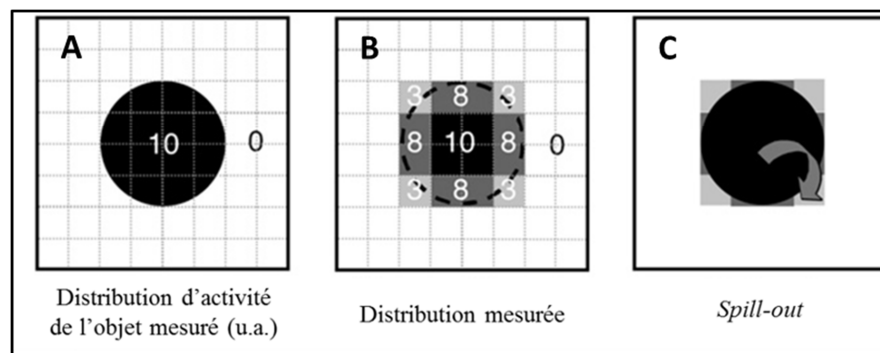 A
B
C
10
0
3 8 3
8 10 8 0
3 8 3
Distribution d’activité
de l’objet mesuré (u.a.)
Distribution mesurée
Spill-out